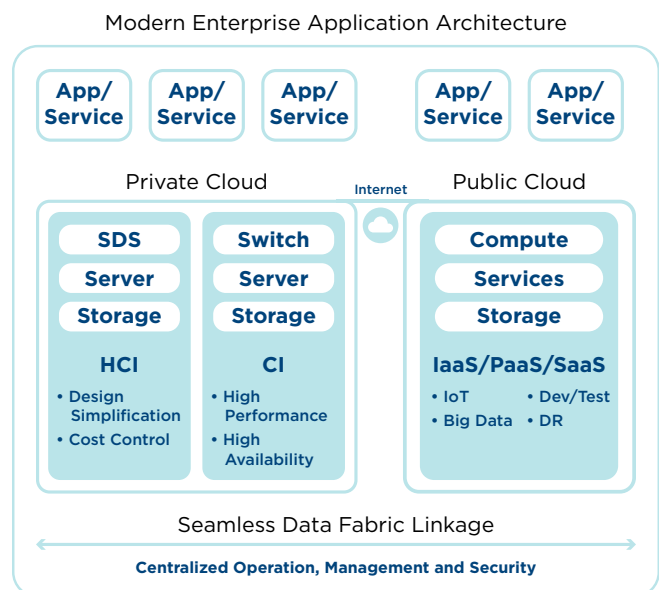 Modern Enterprise Application Architecture
App/
Service
App/
Service
App/
Service
App/
Service
App/
Service
Private Cloud
Internet
Public Cloud
SDS
Server
Storage
HCI
• Design
Simplification
• Cost Control
Switch
Server
Storage
CI
• High
Performance
• High
Availability
Compute
Services
Storage
IaaS/PaaS/SaaS
• IoT
• Big Data
• Dev/Test
• DR
Seamless Data Fabric Linkage
Centralized Operation, Management and Security